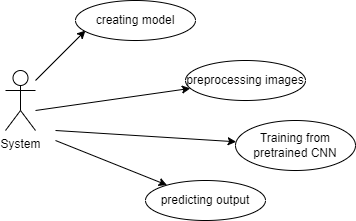 creating model
preprocessing images
System
Training from
pretrained CNN
predicting output